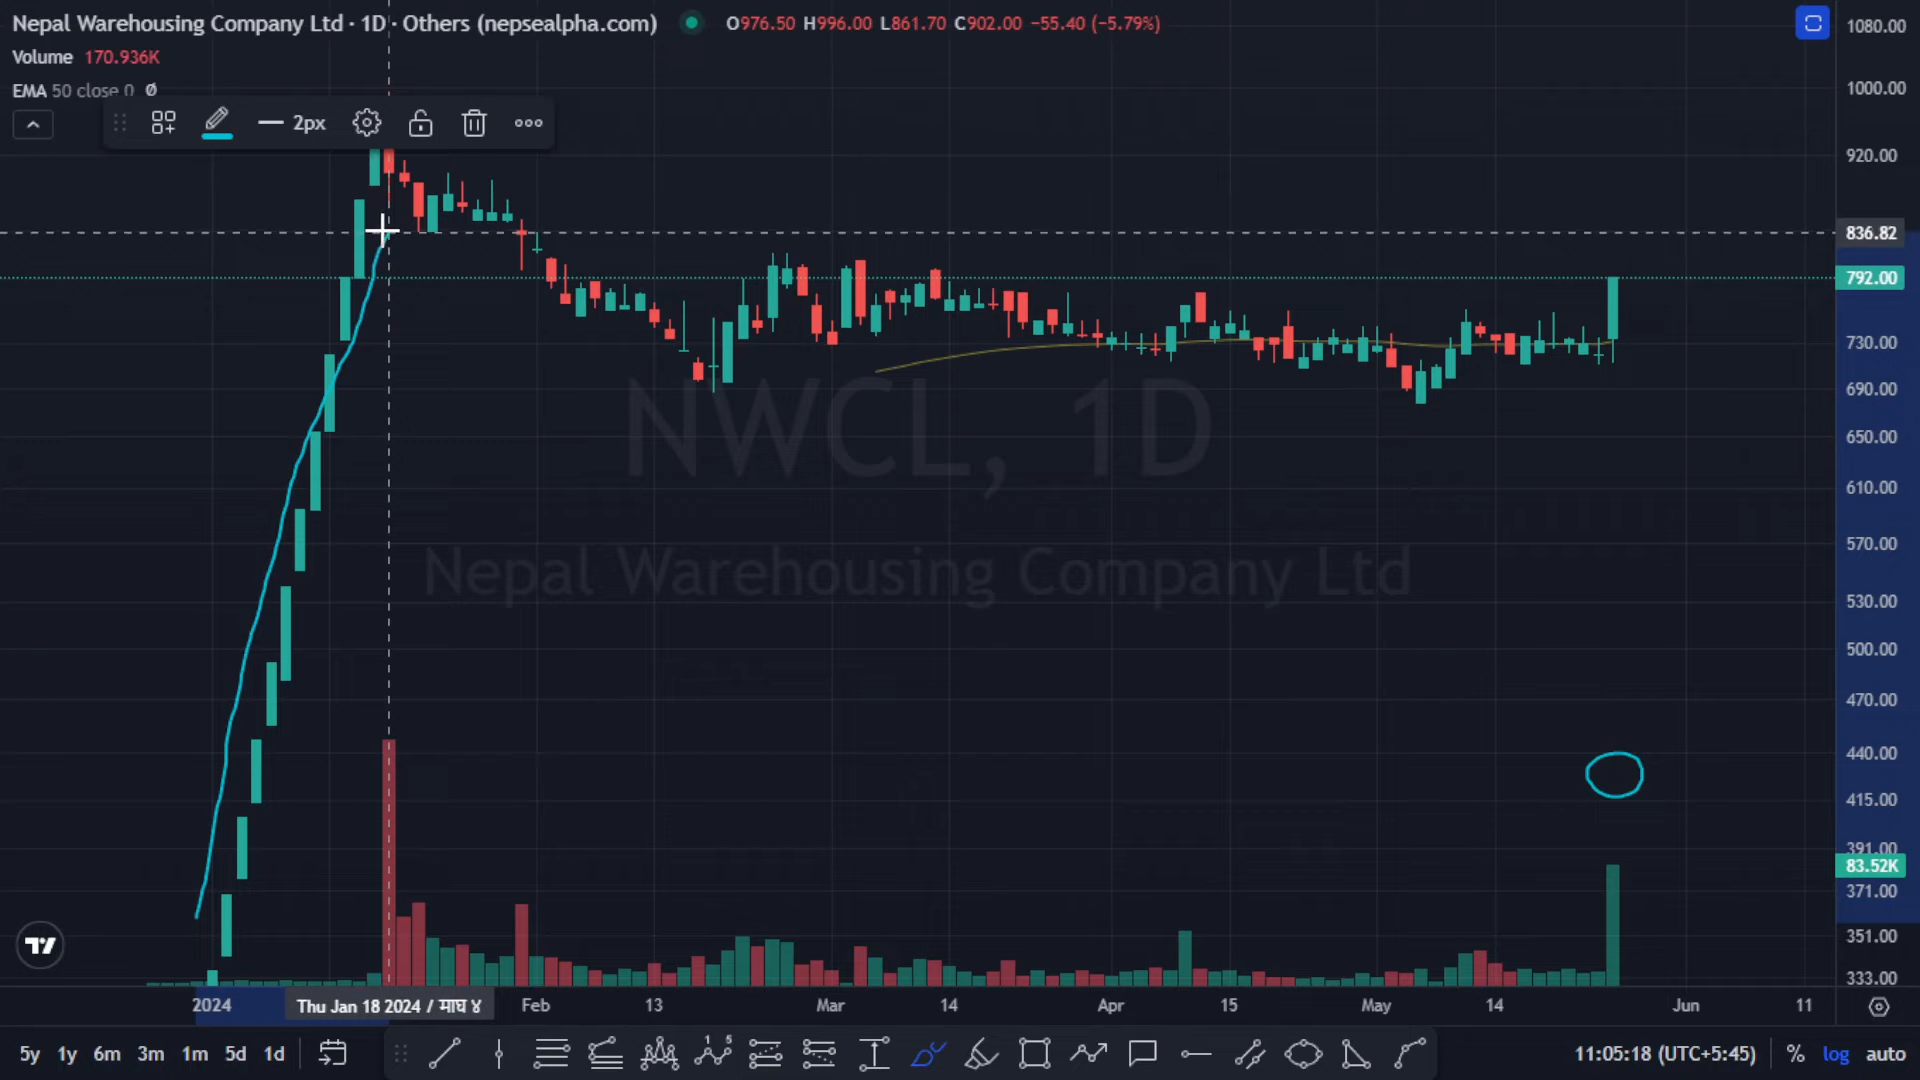 Nepal Warehousing Company Ltd · 1D · Others (nepsealpha.com) O976.50 H996.00 L861.70 C902.00 −55.40 (−5.79%)
Volume 170.936K
EMA 50 close 0 Ø
2px
1080.00
1000.00
920.00
836.82
792.00
730.00
690.00
650.00
610.00
570.00
530.00
500.00
470.00
440.00
415.00
391.00
83.52K
371.00
351.00
333.00
NWCL, 1D
Nepal Warehousing Company Ltd
2024 Thu Jan 18 2024 / माघ ४ Feb 13 Mar 14 Apr 15 May 14 Jun 11
5y 1y 6m 3m 1m 5d 1d 1 5 11:05:18 (UTC+5:45) % log auto